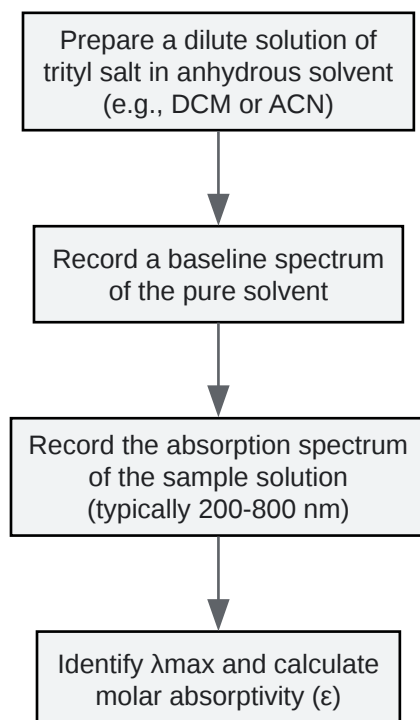 Prepare a dilute solution of
trityl salt in anhydrous solvent
(e.g., DCM or ACN)
Record a baseline spectrum
of the pure solvent
Record the absorption spectrum
of the sample solution
(typically 200-800 nm)
Identify λmax and calculate
molar absorptivity (ε)